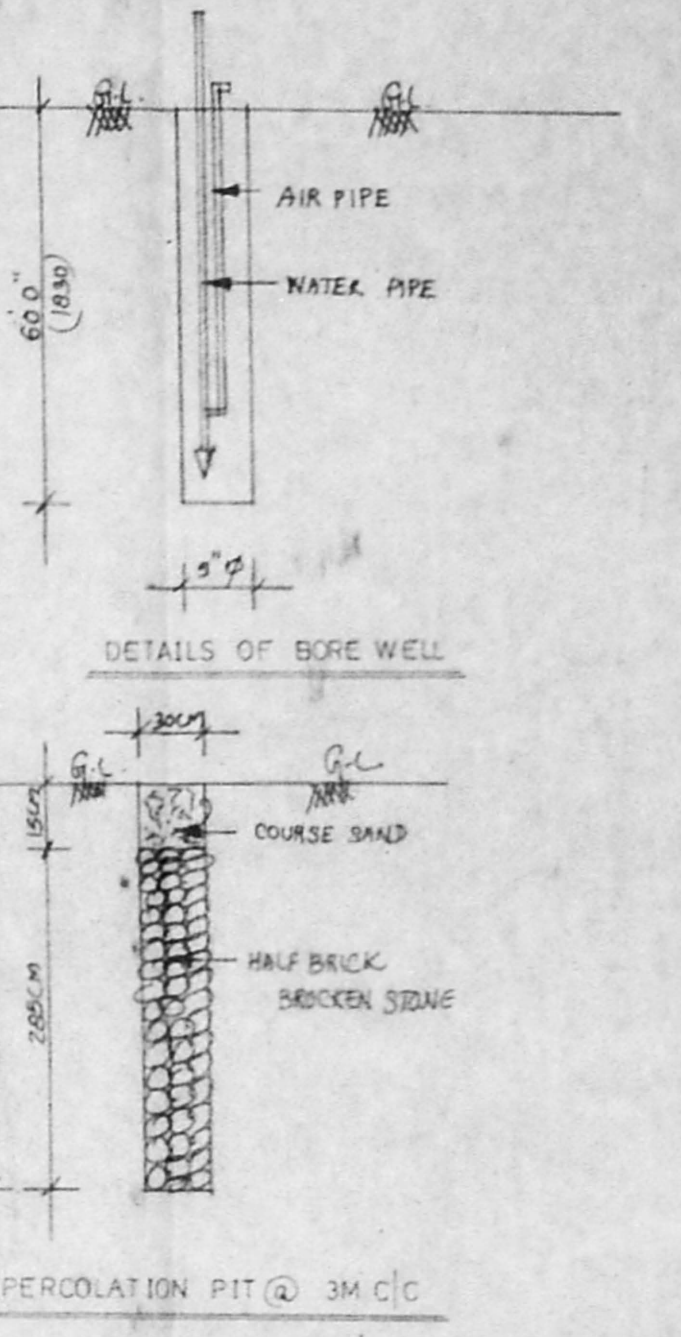 G.L.
G.L
AIR PIPE
WATER PIPE
60'0"
(1830)
5" φ
DETAILS OF BORE WELL
30CM
G.L
G.L
15CM
COURSE SAND
HALF BRICK
BROCKEN STONE
285CM
PERCOLATION PIT @ 3M C|C